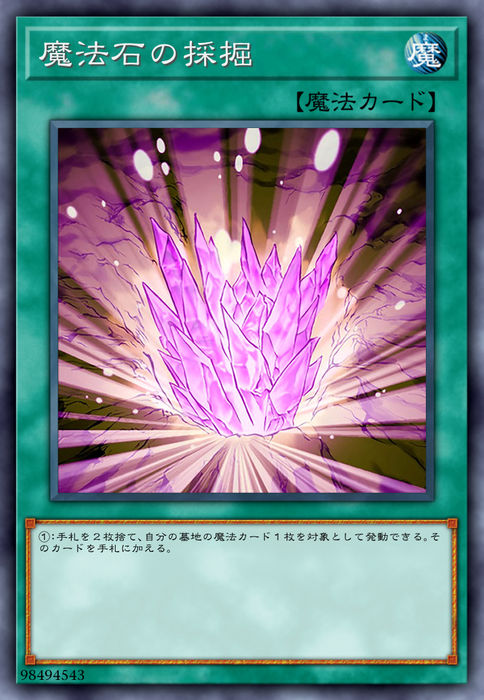 魔法石の採掘
魔
【魔法カード】
①:手札を2枚捨て、自分の墓地の魔法カード1枚を対象として発動できる。そ
のカードを手札に加える。
98494543